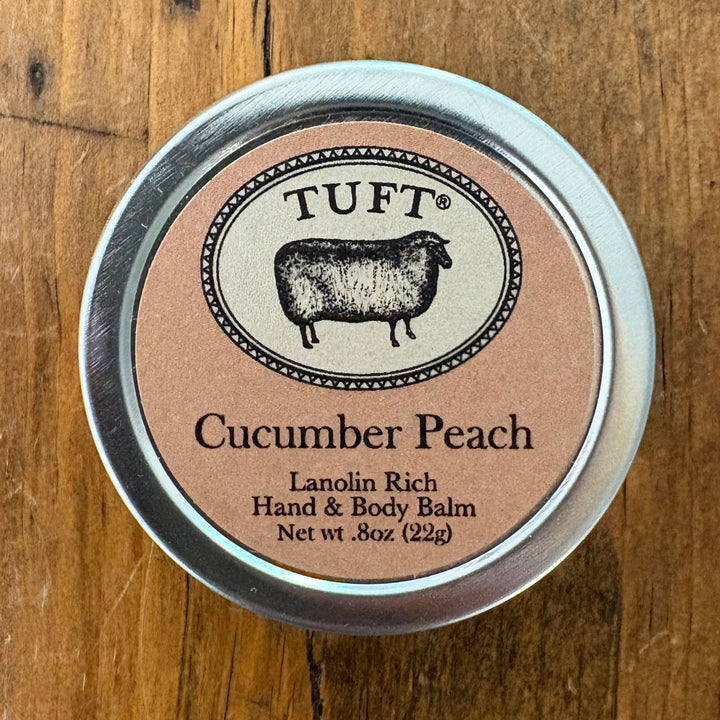 TUFT®
Cucumber Peach
Lanolin Rich
Hand & Body Balm
Net wt .8oz (22g)